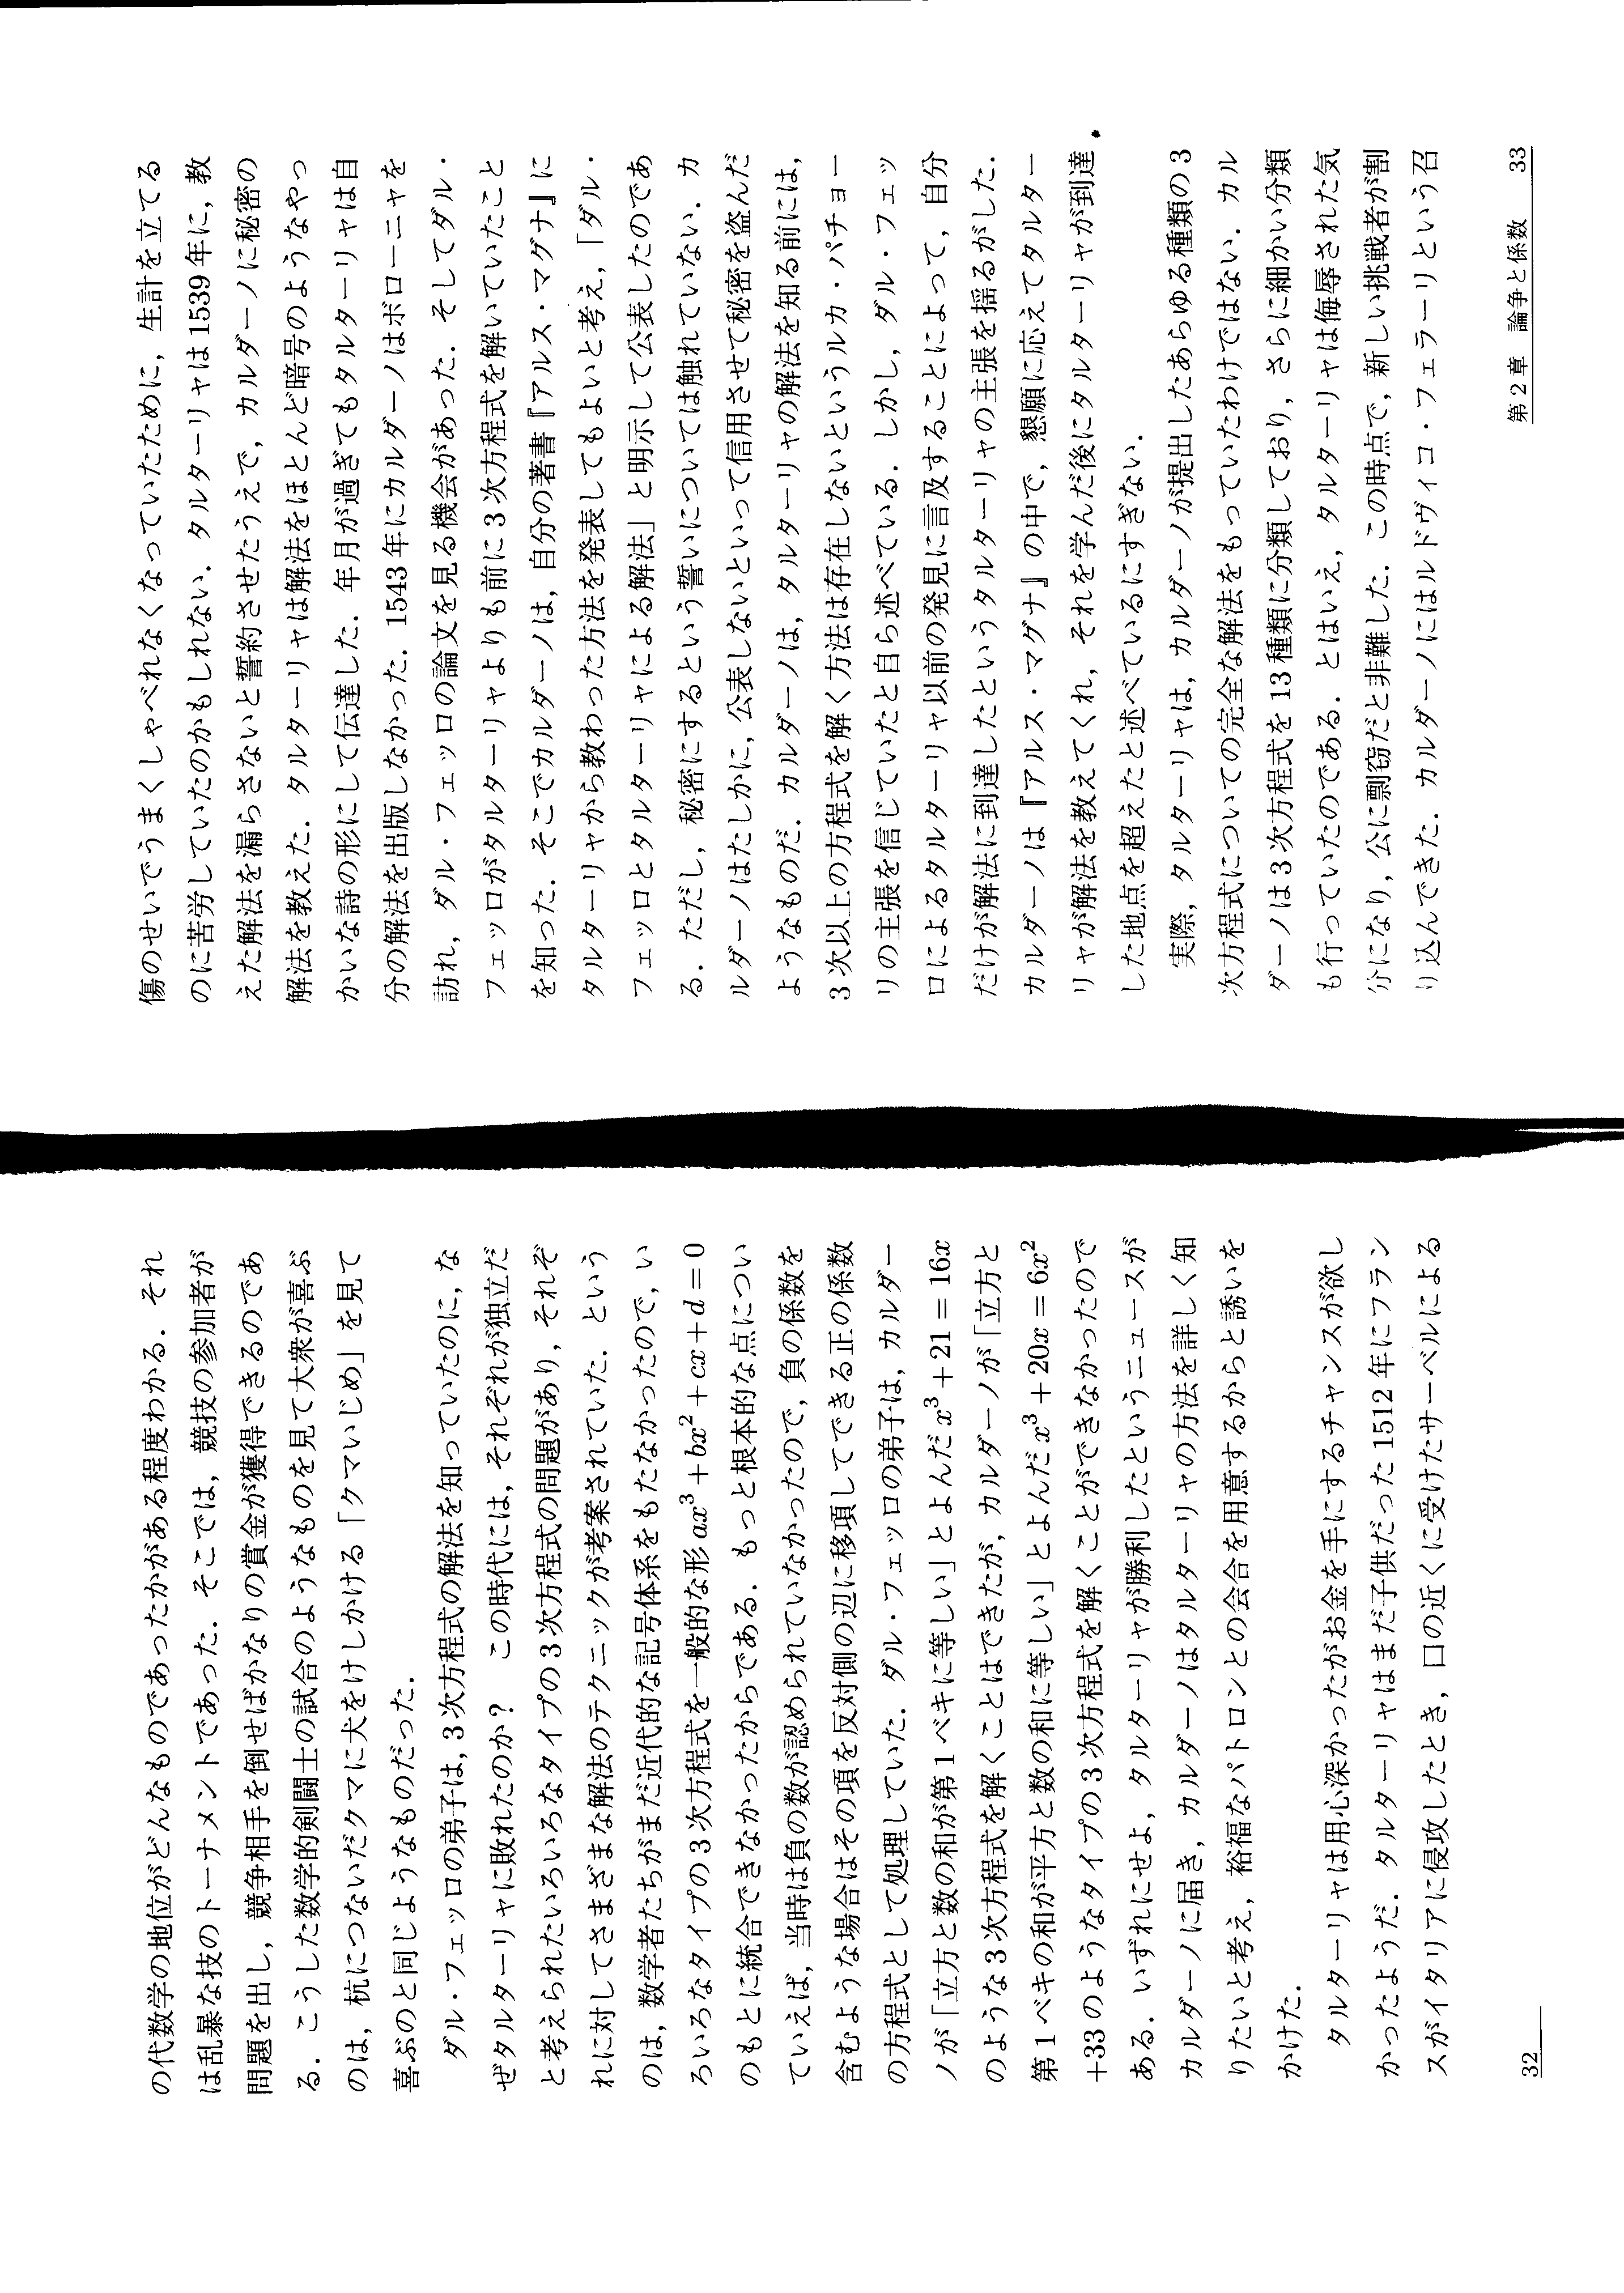 の代数学の地位がどんなものであったかがある程度わかる．それ
は乱暴な技のトーナメントであった．そこでは，競技の参加者が
問題を出し，競争相手を倒せばかなりの賞金が獲得できるのであ
る．こうした数学的剣闘士の試合のようなものを見て大衆が喜ぶ
のは，杭につないだクマに犬をけしかける「クマいじめ」を見て
喜ぶのと同じようなものだった．
ダル・フェッロの弟子は，3次方程式の解法を知っていたのに，な
ぜタルターリャに敗れたのか？ この時代には，それぞれが独立だ
と考えられたいろいろなタイプの3次方程式の問題があり，それぞ
れに対してさまざまな解法のテクニックが考案されていた．という
のは，数学者たちがまだ近代的な記号体系をもたなかったので，い
ろいろなタイプの3次方程式を一般的な形 ax³+bx²+cx+d=0
のもとに統合できなかったからである．もっと根本的な点につい
ていえば，当時は負の数が認められていなかったので，負の係数を
含むような場合はその項を反対側の辺に移項してできる正の係数
の方程式として処理していた．ダル・フェッロの弟子は，カルダー
ノが「立方と数の和が第1ベキに等しい」とよんだ x³+21=16x
のような3次方程式を解くことはできたが，カルダーノが「立方と
第1ベキの和が平方と数の和に等しい」とよんだ x³+20x=6x²
+33のようなタイプの3次方程式を解くことができなかったので
ある．いずれにせよ，タルターリャが勝利したというニュースが
カルダーノに届き，カルダーノはタルターリャの方法を詳しく知
りたいと考え，裕福なパトロンとの会合を用意するからと誘いを
かけた．
タルターリャは用心深かったがお金を手にするチャンスが欲し
かったようだ．タルターリャはまだ子供だった1512年にフラン
スがイタリアに侵攻したとき，口の近くに受けたサーベルによる
32
傷のせいでうまくしゃべれなくなっていたために，生計を立てる
のに苦労していたのかもしれない．タルターリャは1539年に，教
えた解法を漏らさないと誓約させたうえで，カルダーノに秘密の
解法を教えた．タルターリャは解法をほとんど暗号のようなやっ
かいな詩の形にして伝達した．年月が過ぎてもタルターリャは自
分の解法を出版しなかった．1543年にカルダーノはボローニャを
訪れ，ダル・フェッロの論文を見る機会があった．そしてダル・
フェッロがタルターリャよりも前に3次方程式を解いていたこと
を知った．そこでカルダーノは，自分の著書『アルス・マグナ』に
タルターリャから教わった方法を発表してもよいと考え，「ダル・
フェッロとタルターリャによる解法」と明示して公表したのであ
る．ただし，秘密にするという誓いについては触れていない．カ
ルダーノはたしかに，公表しないといって信用させて秘密を盗んだ
ようなものだ．カルダーノは，タルターリャの解法を知る前には，
3次以上の方程式を解く方法は存在しないというルカ・パチョー
リの主張を信じていたと自ら述べている．しかし，ダル・フェッ
ロによるタルターリャ以前の発見に言及することによって，自分
だけが解法に到達したというタルターリャの主張を揺るがした．
カルダーノは『アルス・マグナ』の中で，懇願に応えてタルター
リャが解法を教えてくれ，それを学んだ後にタルターリャが到達
した地点を超えたと述べているにすぎない．
実際，タルターリャは，カルダーノが提出したあらゆる種類の3
次方程式についての完全な解法をもっていたわけではない．カル
ダーノは3次方程式を13種類に分類しており，さらに細かい分類
も行っていたのである．とはいえ，タルターリャは侮辱された気
分になり，公に剽窃だと非難した．この時点で，新しい挑戦者が割
り込んできた．カルダーノにはルドヴィコ・フェラーリという召
第2章 論争と係数 33